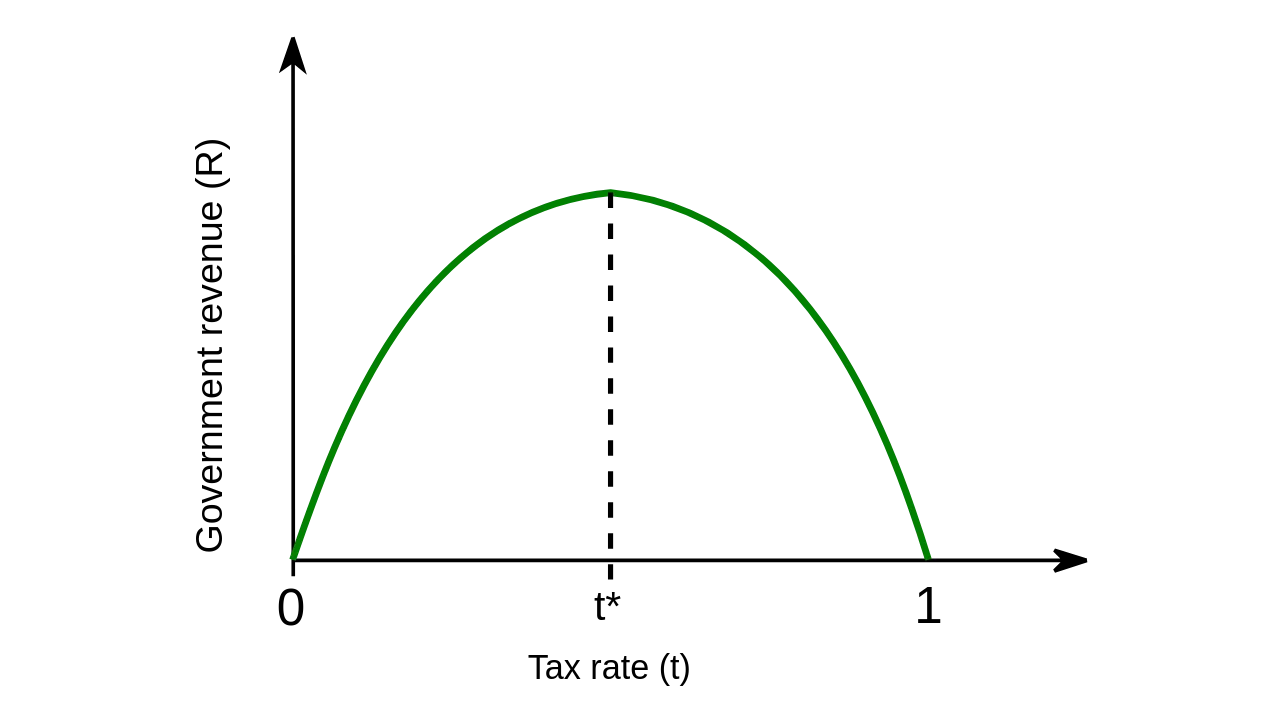 Government revenue (R)
0
t*
1
Tax rate (t)